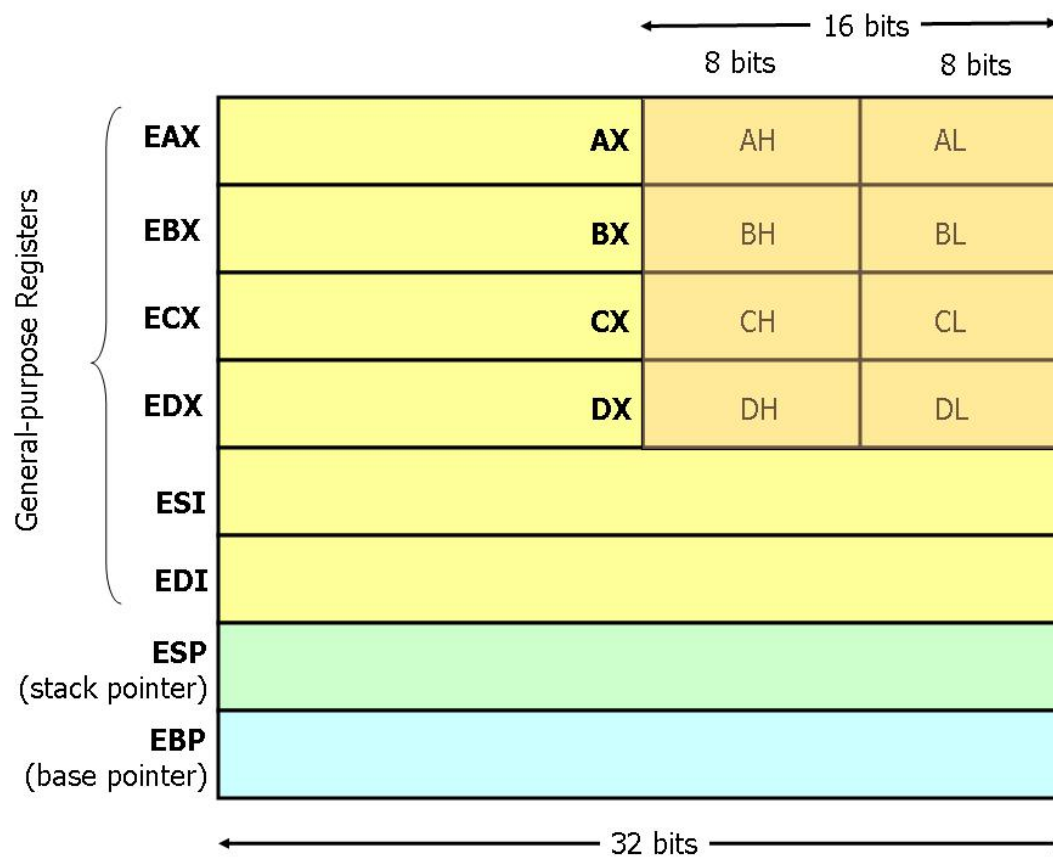 16 bits
8 bits 8 bits
EAX AX AH AL
EBX BX BH BL
ECX CX CH CL
EDX DX DH DL
General-purpose Registers
ESI
EDI
ESP
(stack pointer)
EBP
(base pointer)
32 bits